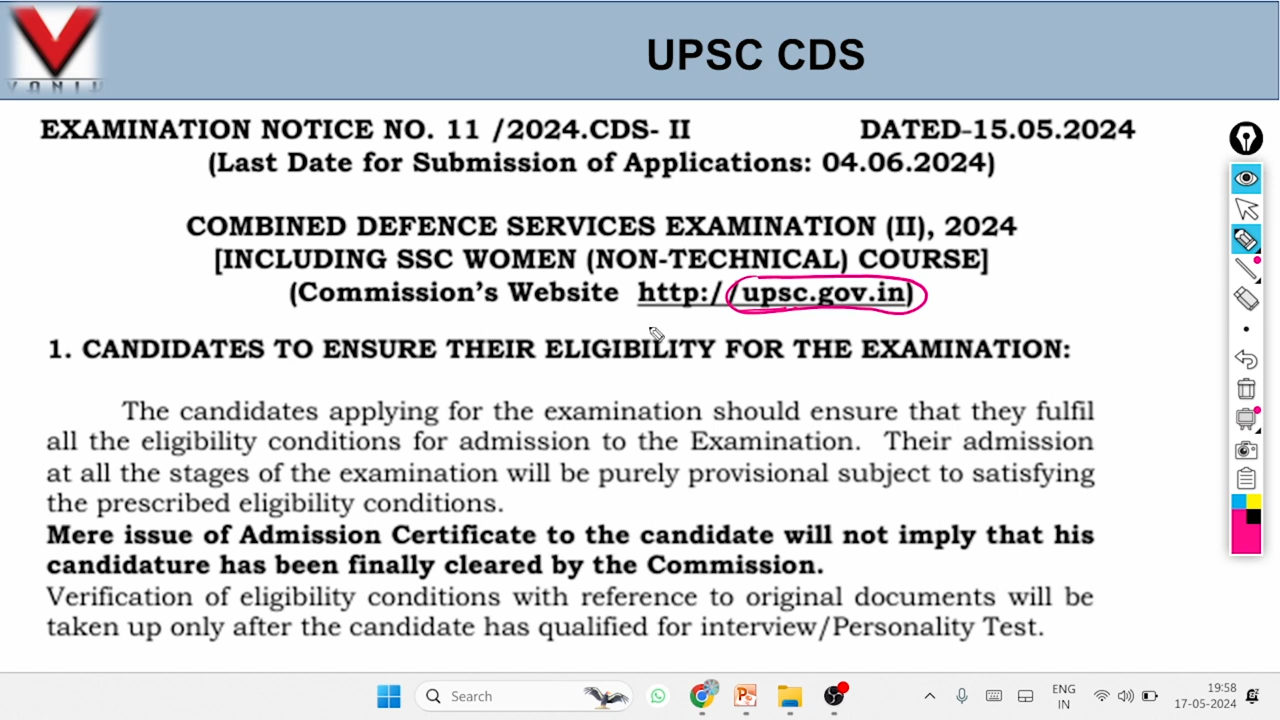 VANIJ
UPSC CDS
EXAMINATION NOTICE NO. 11 /2024.CDS- II DATED-15.05.2024
(Last Date for Submission of Applications: 04.06.2024)
COMBINED DEFENCE SERVICES EXAMINATION (II), 2024
[INCLUDING SSC WOMEN (NON-TECHNICAL) COURSE]
(Commission's Website http://upsc.gov.in)
1. CANDIDATES TO ENSURE THEIR ELIGIBILITY FOR THE EXAMINATION:
The candidates applying for the examination should ensure that they fulfil
all the eligibility conditions for admission to the Examination. Their admission
at all the stages of the examination will be purely provisional subject to satisfying
the prescribed eligibility conditions.
Mere issue of Admission Certificate to the candidate will not imply that his
candidature has been finally cleared by the Commission.
Verification of eligibility conditions with reference to original documents will be
taken up only after the candidate has qualified for interview/Personality Test.
Search
ENG
IN
19:58
17-05-2024